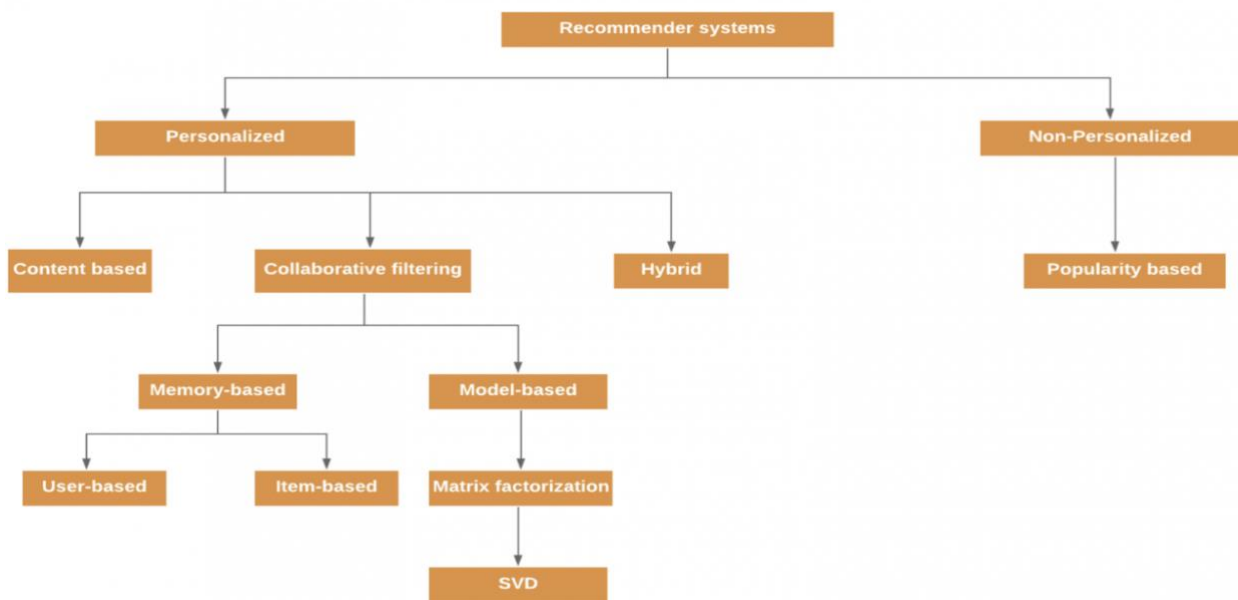 Recommender systems
Personalized
Non-Personalized
Content based
Collaborative filtering
Hybrid
Popularity based
Memory-based
Model-based
User-based
Item-based
Matrix factorization
SVD